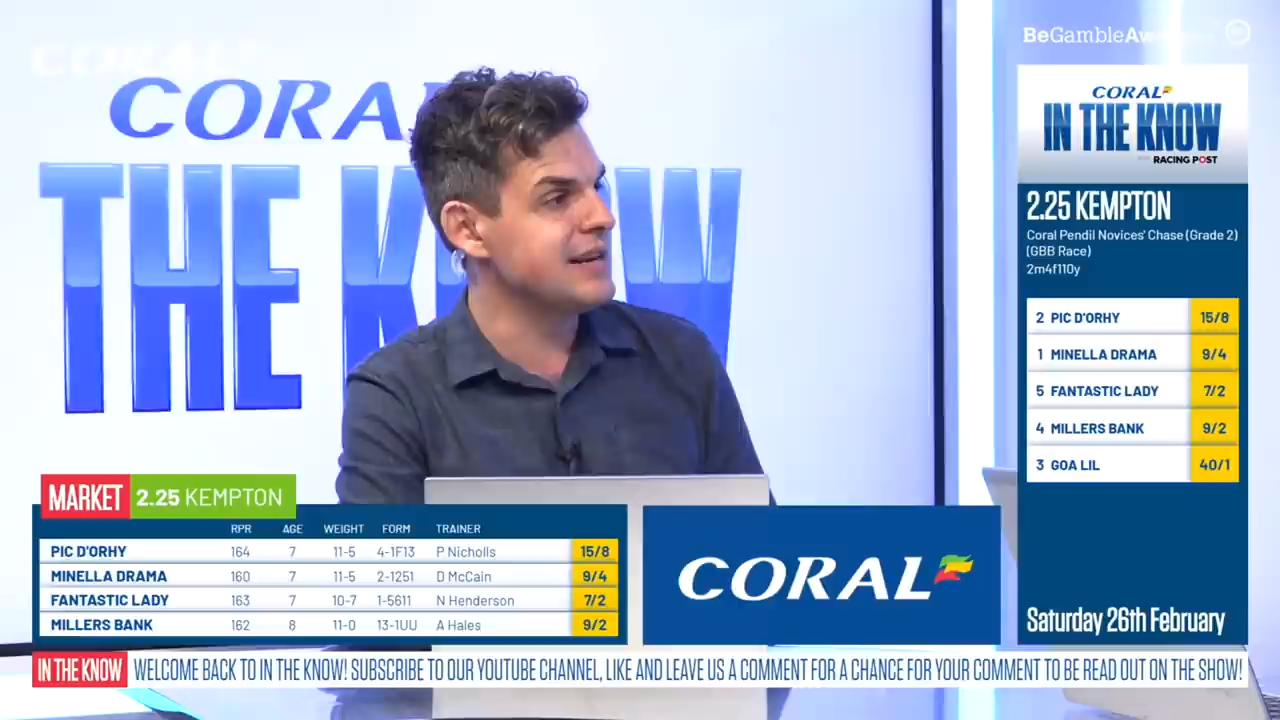 CORAL
CORAL
THE KNOW
BeGambleAw
CORAL
IN THE KNOW
RACING POST
2.25 KEMPTON
Coral Pendil Novices' Chase (Grade 2)
(GBB Race)
2m4f110y
2 PIC D'ORHY 15/8
1 MINELLA DRAMA 9/4
5 FANTASTIC LADY 7/2
4 MILLERS BANK 9/2
3 GOA LIL 40/1
Saturday 26th February
MARKET 2.25 KEMPTON
RPR AGE WEIGHT FORM TRAINER
PIC D'ORHY 164 7 11-5 4-1F13 P Nicholls 15/8
MINELLA DRAMA 160 7 11-5 2-1251 D McCain 9/4
FANTASTIC LADY 163 7 10-7 1-5611 N Henderson 7/2
MILLERS BANK 162 8 11-0 13-1UU A Hales 9/2
CORAL
IN THE KNOW WELCOME BACK TO IN THE KNOW! SUBSCRIBE TO OUR YOUTUBE CHANNEL, LIKE AND LEAVE US A COMMENT FOR A CHANCE FOR YOUR COMMENT TO BE READ OUT ON THE SHOW!